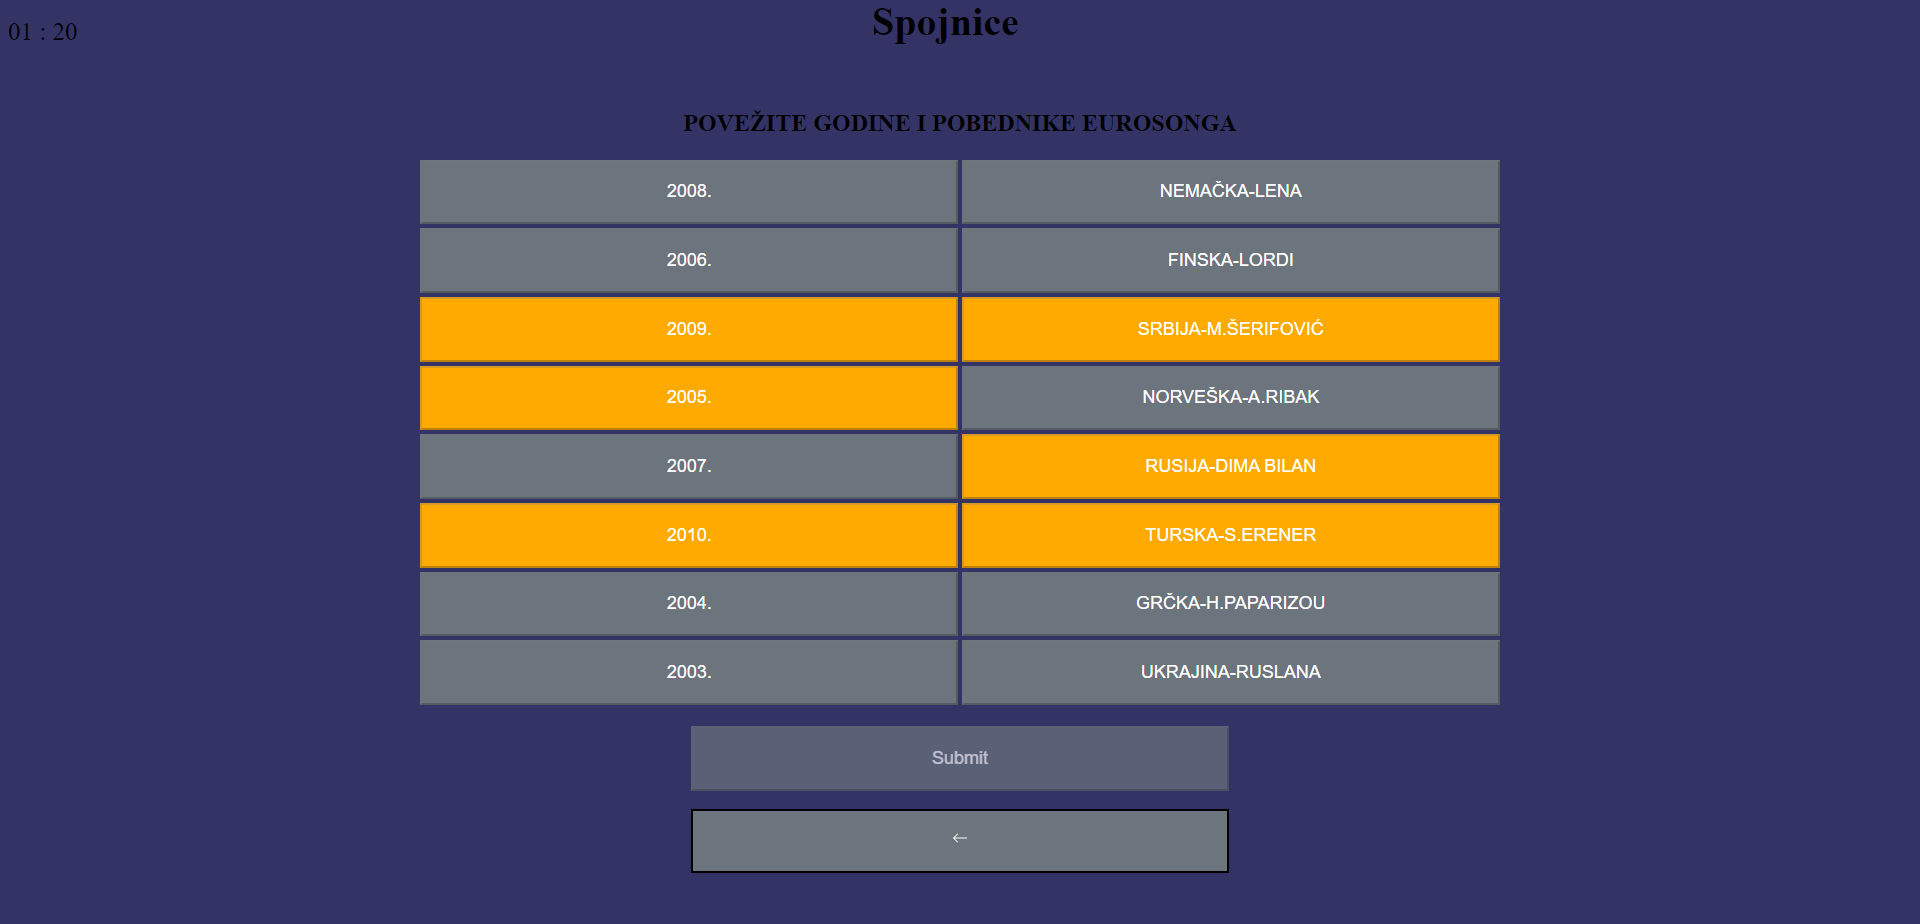 01 : 20
Spojnice
POVEŽITE GODINE I POBEDNIKE EUROSONGA
2008.
NEMAČKA-LENA
2006.
FINSKA-LORDI
2009.
SRBIJA-M.ŠERIFOVIĆ
2005.
NORVEŠKA-A.RIBAK
2007.
RUSIJA-DIMA BILAN
2010.
TURSKA-S.ERENER
2004.
GRČKA-H.PAPARIZOU
2003.
UKRAJINA-RUSLANA
Submit
←